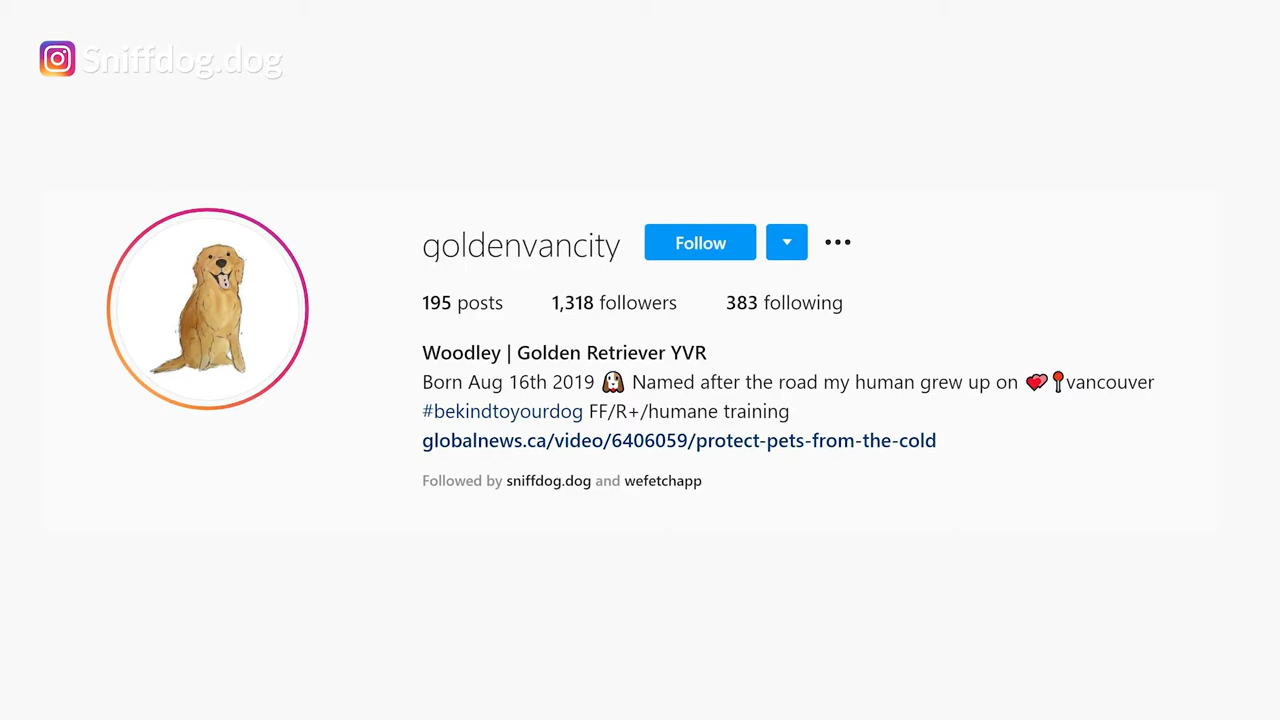 Sniffdog.dog
goldenvancity Follow
195 posts 1,318 followers 383 following
Woodley | Golden Retriever YVR
Born Aug 16th 2019 🐶 Named after the road my human grew up on 💕📍vancouver
#bekindtoyourdog FF/R+/humane training
globalnews.ca/video/6406059/protect-pets-from-the-cold
Followed by sniffdog.dog and wefetchapp